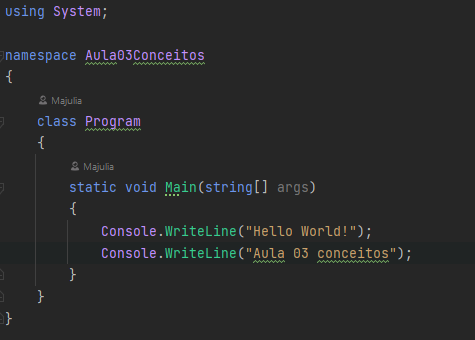 using System;
namespace Aula03Conceitos
{
Majulia
class Program
{
Majulia
static void Main(string[] args)
{
Console.WriteLine("Hello World!");
Console.WriteLine("Aula 03 conceitos");
}
}
}